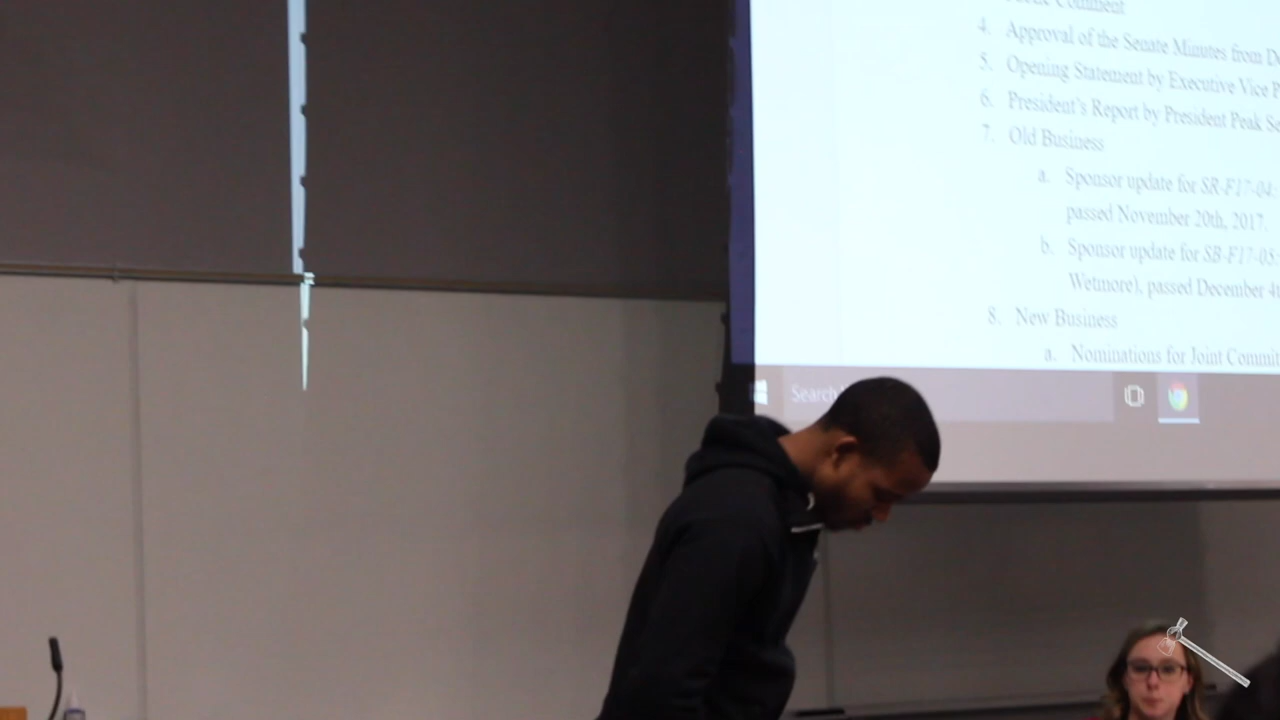 Comment
4. Approval of the Senate Minutes from
5. Opening Statement by Executive Vice
6. President's Report by President Peak
7. Old Business
a. Sponsor update for SR-F17-04:
passed November 20th, 2017.
b. Sponsor update for SB-F17-05:
Wetmore), passed December
8. New Business
a. Nominations for Joint
Search